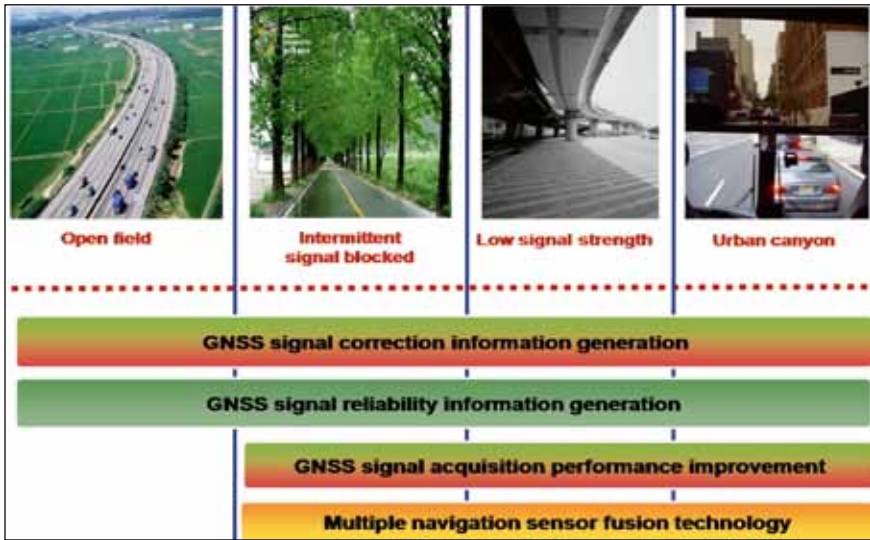 Open field
Intermittent
signal blocked
Low signal strength
Urban canyon
GNSS signal correction information generation
GNSS signal reliability information generation
GNSS signal acquisition performance improvement
Multiple navigation sensor fusion technology